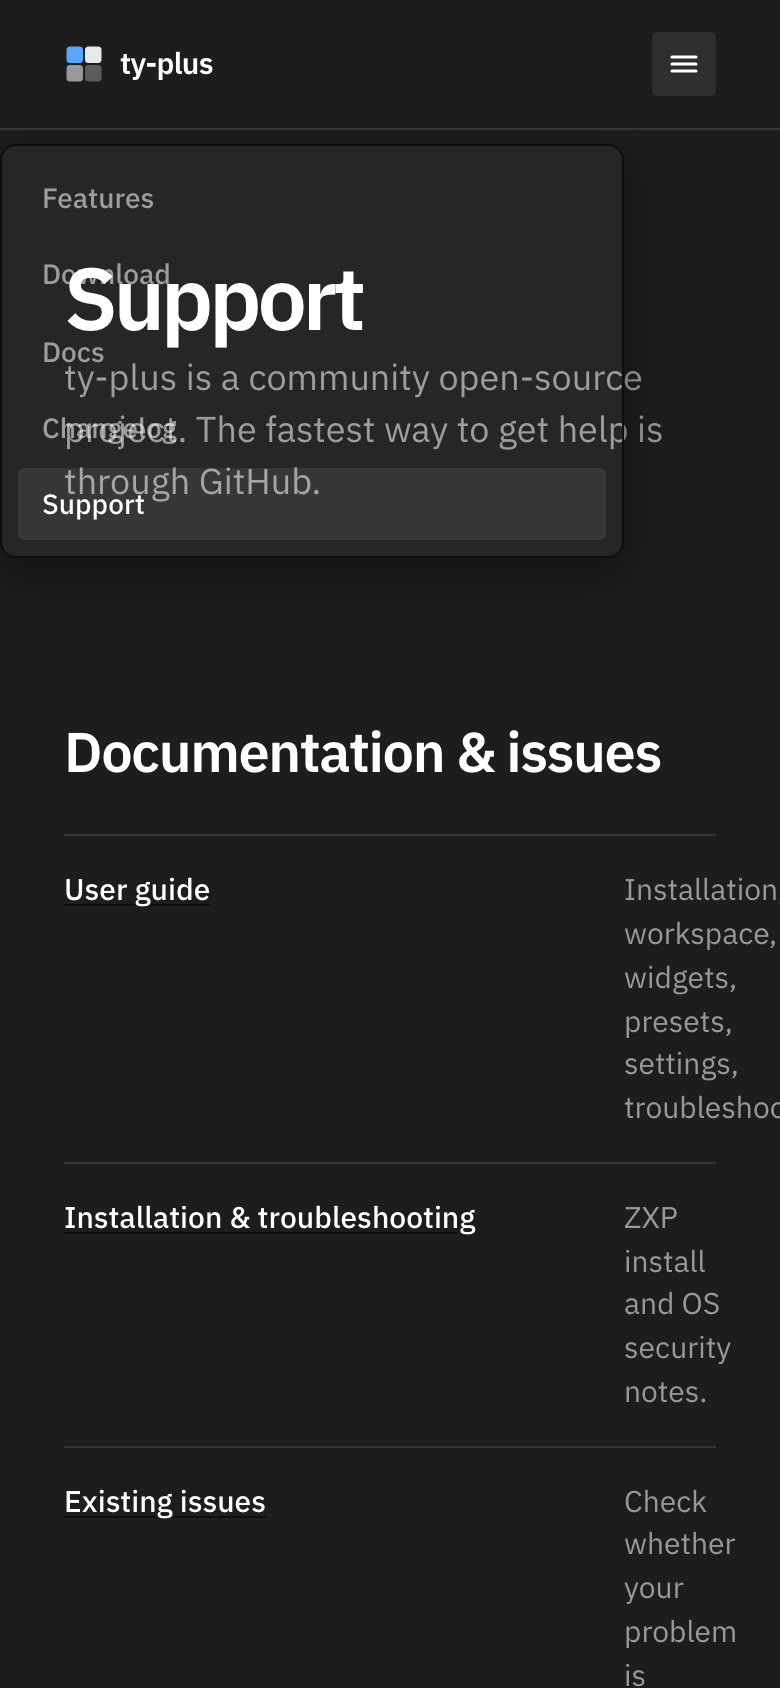 ty-plus
Features
Download
Support
Docs
ty-plus is a community open-source
Changelog
project. The fastest way to get help is
through GitHub.
Support
Documentation & issues
User guide
Installation,
workspace,
widgets,
presets,
settings,
Installation & troubleshooting
ZXP
install
and OS
security
notes.
Existing issues
Check
whether
your
problem
is